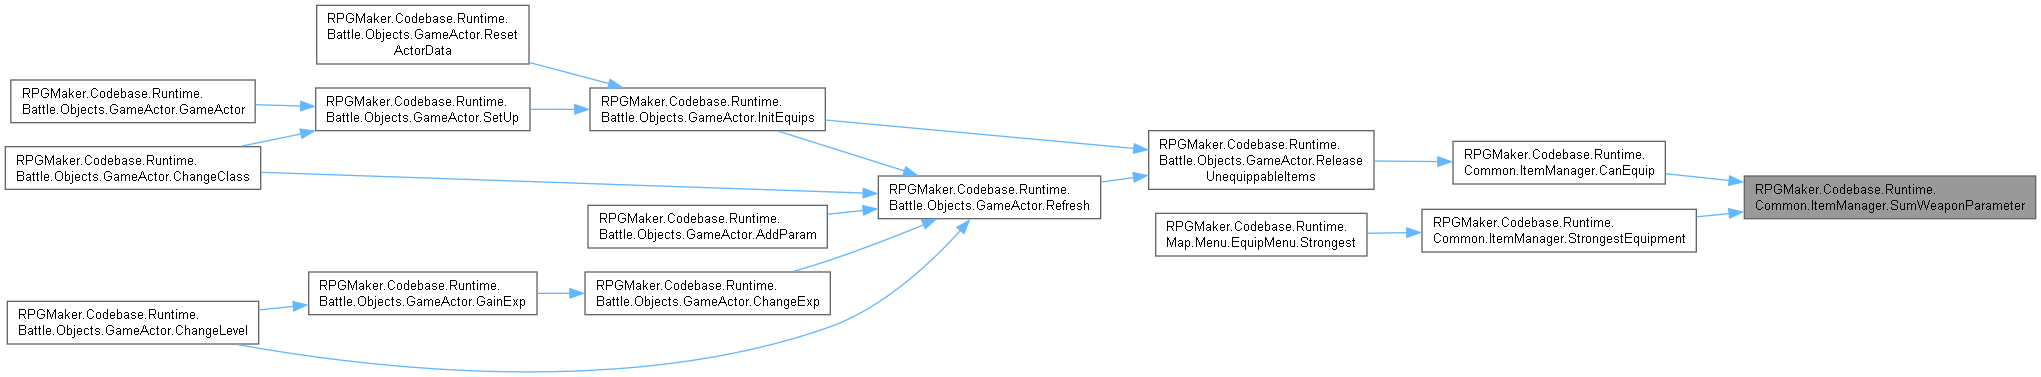 RPGMaker.Codebase.Runtime.
Battle.Objects.GameActor.Reset
ActorData
RPGMaker.Codebase.Runtime.
Battle.Objects.GameActor.GameActor
RPGMaker.Codebase.Runtime.
Battle.Objects.GameActor.SetUp
RPGMaker.Codebase.Runtime.
Battle.Objects.GameActor.InitEquips
RPGMaker.Codebase.Runtime.
Battle.Objects.GameActor.ChangeClass
RPGMaker.Codebase.Runtime.
Battle.Objects.GameActor.Release
UnequippableItems
RPGMaker.Codebase.Runtime.
Common.ItemManager.CanEquip
RPGMaker.Codebase.Runtime.
Common.ItemManager.SumWeaponParameter
RPGMaker.Codebase.Runtime.
Battle.Objects.GameActor.Refresh
RPGMaker.Codebase.Runtime.
Battle.Objects.GameActor.AddParam
RPGMaker.Codebase.Runtime.
Map.Menu.EquipMenu.Strongest
RPGMaker.Codebase.Runtime.
Common.ItemManager.StrongestEquipment
RPGMaker.Codebase.Runtime.
Battle.Objects.GameActor.GainExp
RPGMaker.Codebase.Runtime.
Battle.Objects.GameActor.ChangeExp
RPGMaker.Codebase.Runtime.
Battle.Objects.GameActor.ChangeLevel